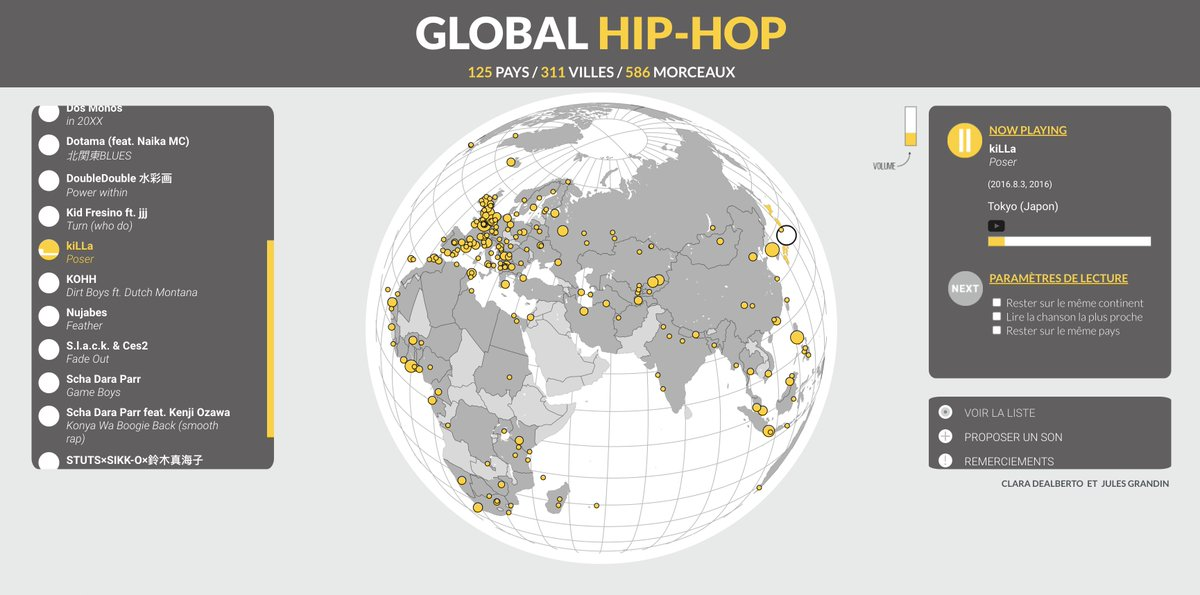 GLOBAL HIP-HOP
125 PAYS / 311 VILLES / 586 MORCEAUX
Dos Monos
in 20XX
Dotama (feat. Naika MC)
北関東BLUES
DoubleDouble 水彩画
Power within
Kid Fresino ft. jjj
Turn (who do)
kiLLa
Poser
KOHH
Dirt Boys ft. Dutch Montana
Nujabes
Feather
S.l.a.c.k. & Ces2
Fade Out
Scha Dara Parr
Game Boys
Scha Dara Parr feat. Kenji Ozawa
Konya Wa Boogie Back (smooth
rap)
STUTS×SIKK-O×鈴木真海子
VOLUME
NOW PLAYING
kiLLa
Poser
(2016.8.3, 2016)
Tokyo (Japon)
NEXT
PARAMÈTRES DE LECTURE
Rester sur le même continent
Lire la chanson la plus proche
Rester sur le même pays
VOIR LA LISTE
PROPOSER UN SON
REMERCIEMENTS
CLARA DEALBERTO ET JULES GRANDIN